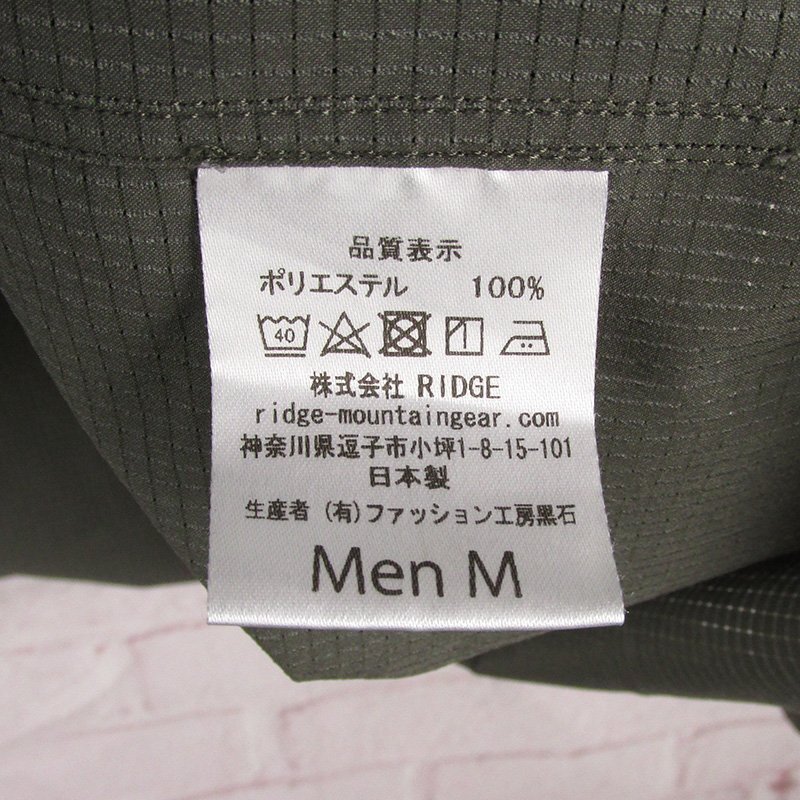 品質表示
ポリエステル 100%
40
株式会社 RIDGE
ridge-mountaingear.com
神奈川県逗子市小坪1-8-15-101
日本製
生産者 (有)ファッション工房黒石
Men M